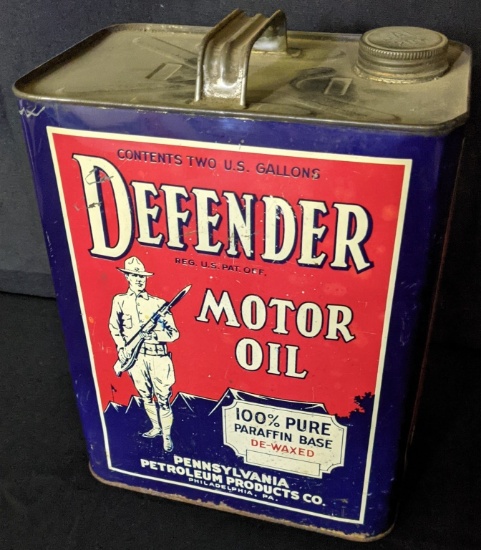 CONTENTS TWO U.S. GALLONS
DEFENDER
REG. U.S. PAT. OFF.
MOTOR
OIL
100% PURE
PARAFFIN BASE
DE-WAXED
PENNSYLVANIA
PETROLEUM PRODUCTS CO.
PHILADELPHIA, PA.